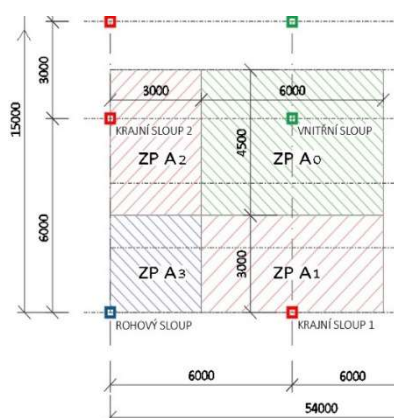 3000
6000
KRAJNÍ SLOUP 2
VNITŘNÍ SLOUP
3000
15000
ZP A2
4500
ZP A0
6000
ZP A3
3000
ZP A1
ROHOVÝ SLOUP
KRAJNÍ SLOUP 1
6000
6000
54000